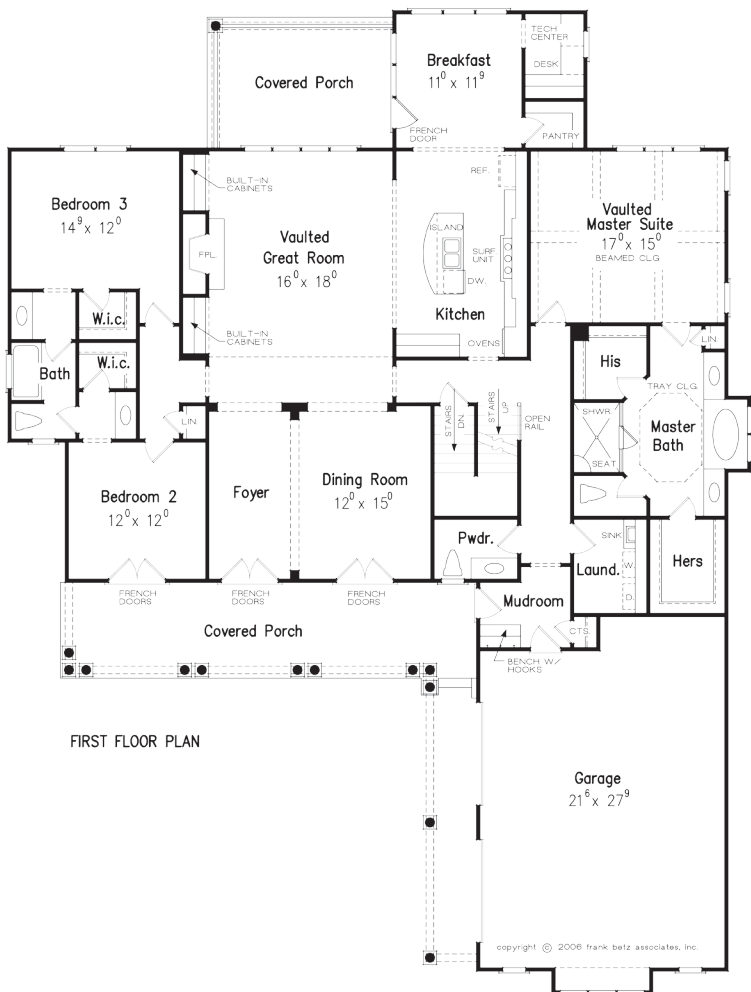 TECH
CENTER
DESK
Breakfast
11⁰ x 11⁹
Covered Porch
FRENCH
DOOR
PANTRY
BUILT-IN
CABINETS
REF.
Bedroom 3
14⁹ x 12⁰
Vaulted
Great Room
16⁰ x 18⁰
FPL.
ISLAND
SURF.
UNIT
DW.
Kitchen
OVENS
Vaulted
Master Suite
17⁰ x 15⁰
BEAMED CLG
BUILT-IN
CABINETS
W.i.c.
W.i.c.
Bath
LIN.
His
LIN.
TRAY CLG.
SHWR.
SEAT
Master
Bath
STAIRS
DN.
STAIRS
UP
OPEN
RAIL
Bedroom 2
12⁰ x 12⁰
Foyer
Dining Room
12⁰ x 15⁰
Pwdr.
SINK
W.
D.
Laund.
Hers
FRENCH
DOORS
FRENCH
DOORS
FRENCH
DOORS
Mudroom
CTS.
BENCH W/
HOOKS
Covered Porch
FIRST FLOOR PLAN
Garage
21⁶ x 27⁹
copyright © 2006 frank betz associates, inc.